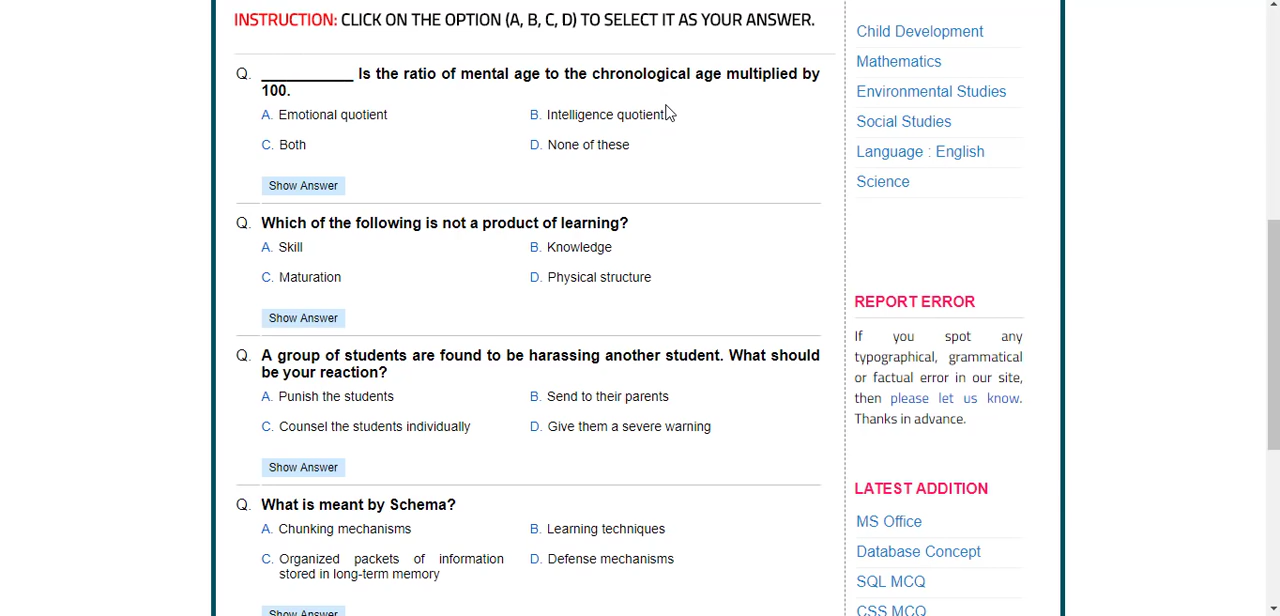 INSTRUCTION: CLICK ON THE OPTION (A, B, C, D) TO SELECT IT AS YOUR ANSWER.
Q. ____________ Is the ratio of mental age to the chronological age multiplied by
100.
A. Emotional quotient
B. Intelligence quotient
C. Both
D. None of these
Show Answer
Q. Which of the following is not a product of learning?
A. Skill
B. Knowledge
C. Maturation
D. Physical structure
Show Answer
Q. A group of students are found to be harassing another student. What should
be your reaction?
A. Punish the students
B. Send to their parents
C. Counsel the students individually
D. Give them a severe warning
Show Answer
Q. What is meant by Schema?
A. Chunking mechanisms
B. Learning techniques
C. Organized packets of information
stored in long-term memory
D. Defense mechanisms
Show Answer
Child Development
Mathematics
Environmental Studies
Social Studies
Language : English
Science
REPORT ERROR
If you spot any
typographical, grammatical
or factual error in our site,
then please let us know.
Thanks in advance.
LATEST ADDITION
MS Office
Database Concept
SQL MCQ
CSS MCQ